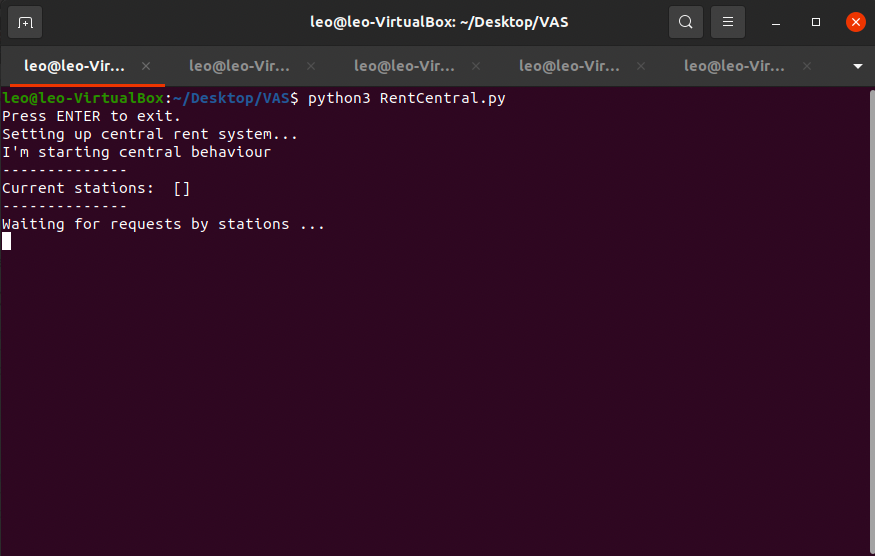 leo@leo-VirtualBox: ~/Desktop/VAS
leo@leo-Vir... leo@leo-Vir... leo@leo-Vir... leo@leo-Vir... leo@leo-Vir...
leo@leo-VirtualBox:~/Desktop/VAS$ python3 RentCentral.py
Press ENTER to exit.
Setting up central rent system...
I'm starting central behaviour
--------------
Current stations:  []
--------------
Waiting for requests by stations ...